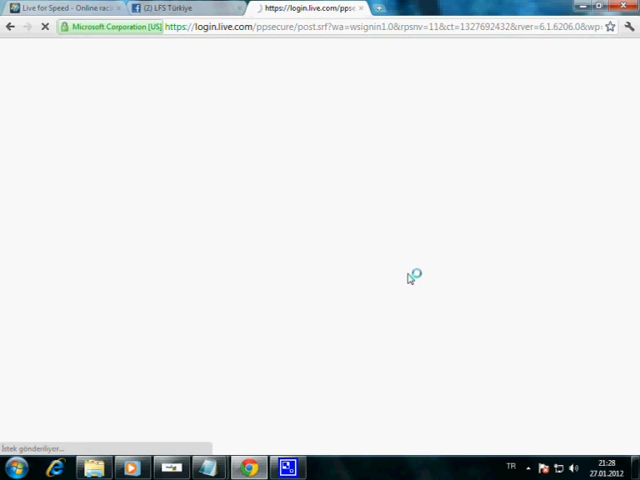 Live for Speed - Online raci
(2) LFS Türkiye
https://login.live.com/ppse
Microsoft Corporation [US]
https://login.live.com/ppsecure/post.srf?wa=wsignin1.0&rpsnv=11&ct=1327692432&rver=6.1.6206.0&wp
İstek gönderiliyor...
TR
21:28
27.01.2012